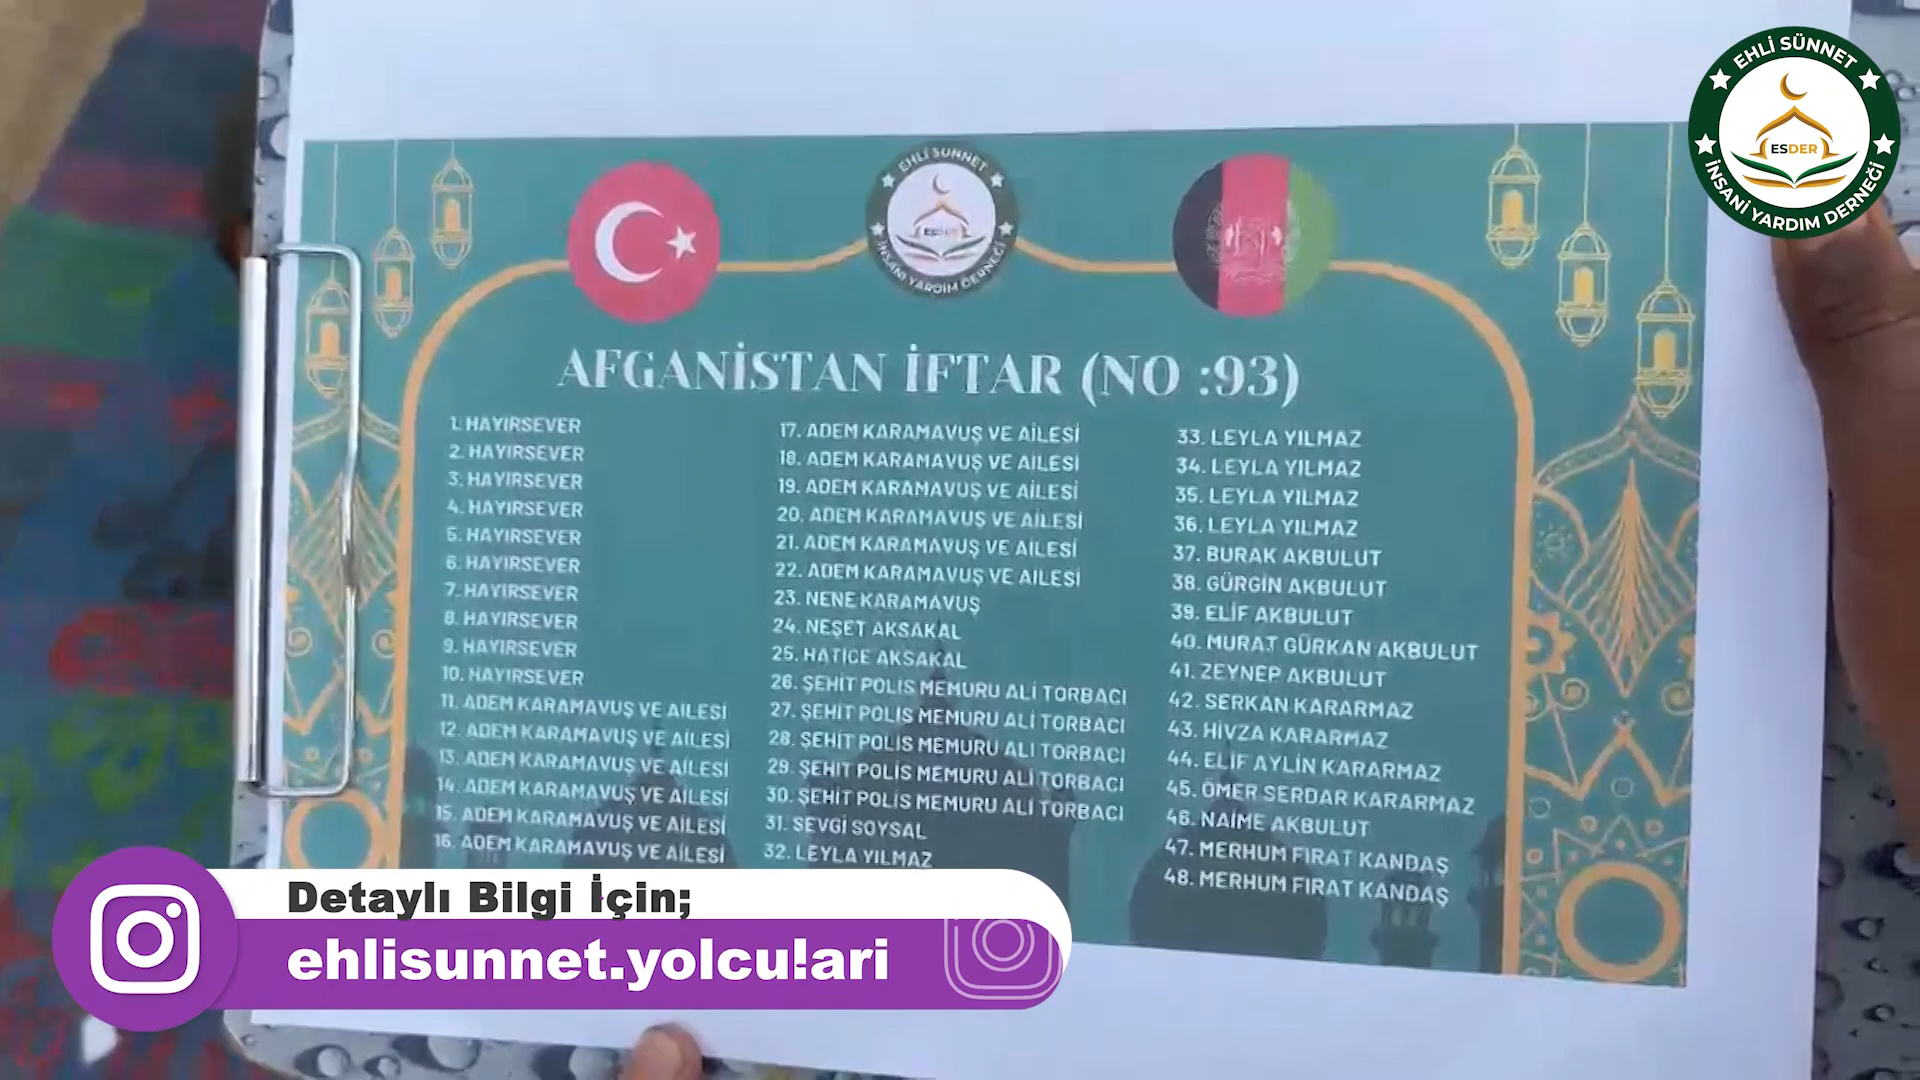 EHLİ SÜNNET
ESDER
İNSANİ YARDIM DERNEĞİ
EHLİ SÜNNET
ESDER
İNSANİ YARDIM DERNEĞİ
AFGANİSTAN İFTAR (NO :93)
1. HAYIRSEVER
2. HAYIRSEVER
3. HAYIRSEVER
4. HAYIRSEVER
5. HAYIRSEVER
6. HAYIRSEVER
7. HAYIRSEVER
8. HAYIRSEVER
9. HAYIRSEVER
10. HAYIRSEVER
11. ADEM KARAMAVUŞ VE AİLESİ
12. ADEM KARAMAVUŞ VE AİLESİ
13. ADEM KARAMAVUŞ VE AİLESİ
14. ADEM KARAMAVUŞ VE AİLESİ
15. ADEM KARAMAVUŞ VE AİLESİ
16. ADEM KARAMAVUŞ VE AİLESİ
17. ADEM KARAMAVUŞ VE AİLESİ
18. ADEM KARAMAVUŞ VE AİLESİ
19. ADEM KARAMAVUŞ VE AİLESİ
20. ADEM KARAMAVUŞ VE AİLESİ
21. ADEM KARAMAVUŞ VE AİLESİ
22. ADEM KARAMAVUŞ VE AİLESİ
23. NENE KARAMAVUŞ
24. NEŞET AKSAKAL
25. HATİCE AKSAKAL
26. ŞEHİT POLİS MEMURU ALİ TORBACI
27. ŞEHİT POLİS MEMURU ALİ TORBACI
28. ŞEHİT POLİS MEMURU ALİ TORBACI
29. ŞEHİT POLİS MEMURU ALİ TORBACI
30. ŞEHİT POLİS MEMURU ALİ TORBACI
31. SEVGİ SOYSAL
32. LEYLA YILMAZ
33. LEYLA YILMAZ
34. LEYLA YILMAZ
35. LEYLA YILMAZ
36. LEYLA YILMAZ
37. BURAK AKBULUT
38. GÜRGİN AKBULUT
39. ELİF AKBULUT
40. MURAT GÜRKAN AKBULUT
41. ZEYNEP AKBULUT
42. SERKAN KARARMAZ
43. HİVZA KARARMAZ
44. ELİF AYLİN KARARMAZ
45. ÖMER SERDAR KARARMAZ
46. NAİME AKBULUT
47. MERHUM FIRAT KANDAŞ
48. MERHUM FIRAT KANDAŞ
Detaylı Bilgi İçin;
ehlisunnet.yolculari